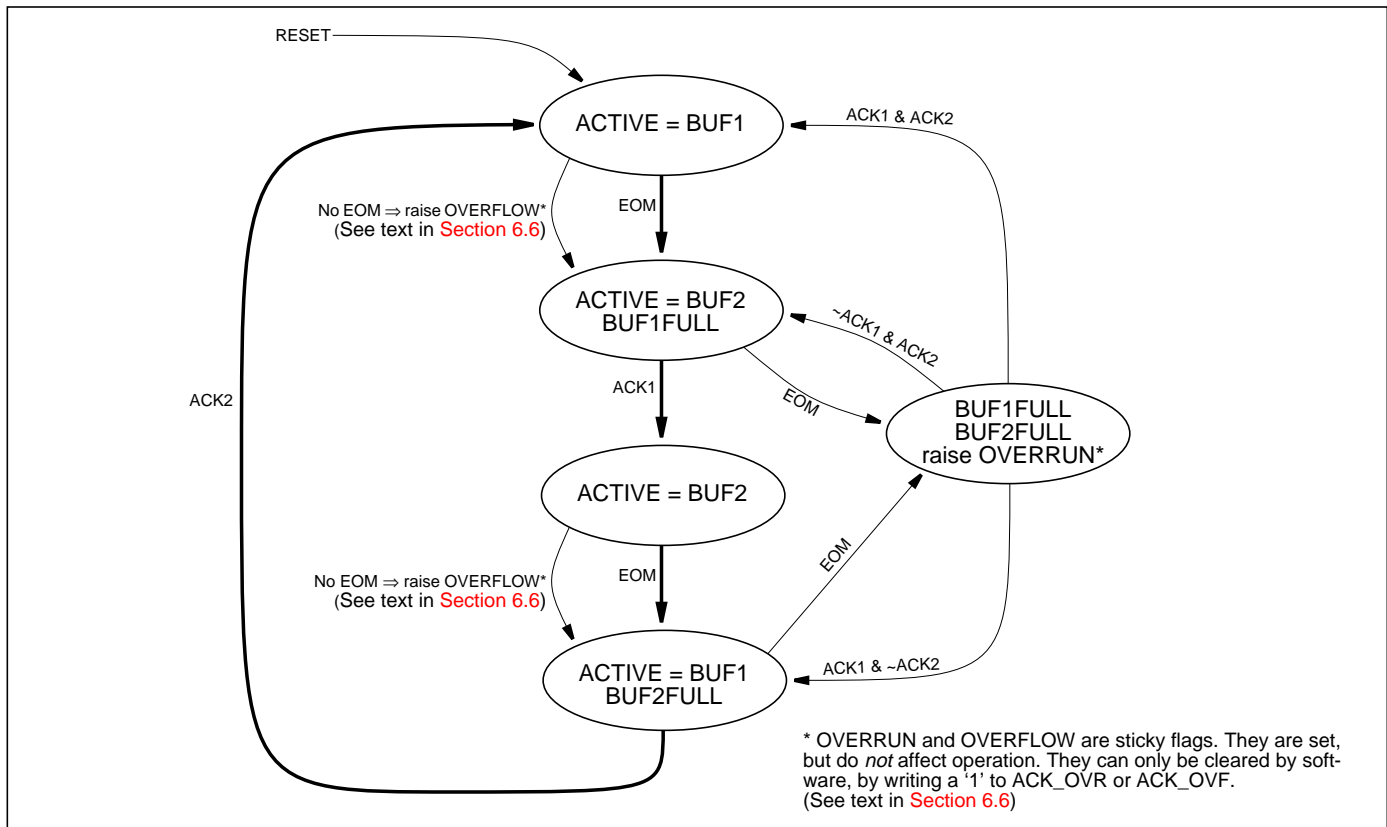 RESET
ACTIVE = BUF1
ACK1 & ACK2
No EOM ⇒ raise OVERFLOW*
(See text in Section 6.6)
EOM
ACTIVE = BUF2
BUF1FULL
~ACK1 & ACK2
EOM
ACK1
ACK2
BUF1FULL
BUF2FULL
raise OVERRUN*
ACTIVE = BUF2
No EOM ⇒ raise OVERFLOW*
(See text in Section 6.6)
EOM
EOM
ACTIVE = BUF1
BUF2FULL
ACK1 & ~ACK2
* OVERRUN and OVERFLOW are sticky flags. They are set,
but do not affect operation. They can only be cleared by soft-
ware, by writing a ‘1’ to ACK_OVR or ACK_OVF.
(See text in Section 6.6)